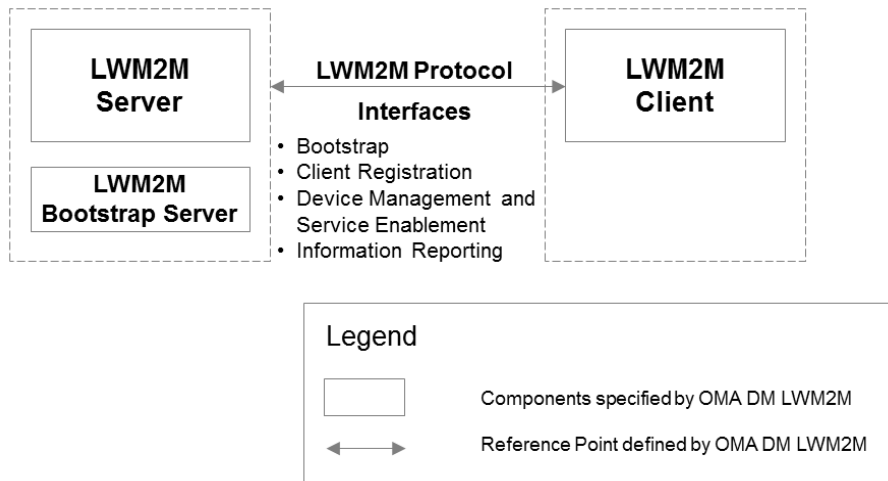 LWM2M
Server
LWM2M
Bootstrap Server
LWM2M Protocol
Interfaces
• Bootstrap
• Client Registration
• Device Management and
Service Enablement
• Information Reporting
LWM2M
Client
Legend
Components specified by OMA DM LWM2M
Reference Point defined by OMA DM LWM2M